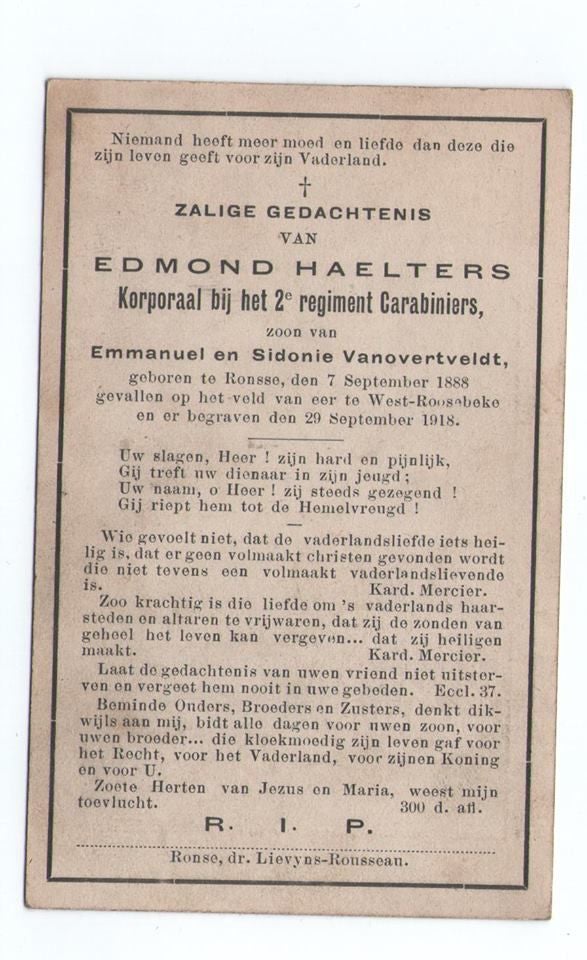 Niemand heeft meer moed en liefde dan deze die
zijn leven geeft voor zijn Vaderland.
†
ZALIGE GEDACHTENIS
VAN
EDMOND HAELTERS
Korporaal bij het 2e regiment Carabiniers,
zoon van
Emmanuel en Sidonie Vanovertveldt,
geboren te Ronsse, den 7 September 1888
gevallen op het veld van eer te West-Roosebeke
en er begraven den 29 September 1918.
Uw slagen, Heer ! zijn hard en pijnlijk,
Gij treft uw dienaar in zijn jeugd ;
Uw naam, o Heer ! zij steeds gezegend !
Gij riept hem tot de Hemelvreugd !
Wie gevoelt niet, dat de vaderlandsliefde iets hei-
lig is, dat er geen volmaakt christen gevonden wordt
die niet tevens een volmaakt vaderlandslievende
is. Kard. Mercier.
Zoo krachtig is die liefde om 's vaderlands haar-
steden en altaren te vrijwaren, dat zij de zonden van
geheel het leven kan vergeven... dat zij heiligen
maakt. Kard. Mercier.
Laat de gedachtenis van uwen vriend niet uitster-
ven en vergeet hem nooit in uwe gebeden. Eccl. 37.
Beminde Ouders, Broeders en Zusters, denkt dik-
wijls aan mij, bidt alle dagen voor uwen zoon, voor
uwen broeder... die kloekmoedig zijn leven gaf voor
het Recht, voor het Vaderland, voor zijnen Koning
en voor U.
Zoete Herten van Jezus en Maria, weest mijn
toevlucht. 300 d. afl.
R. I. P.
Ronse, dr. Lievyns-Rousseau.